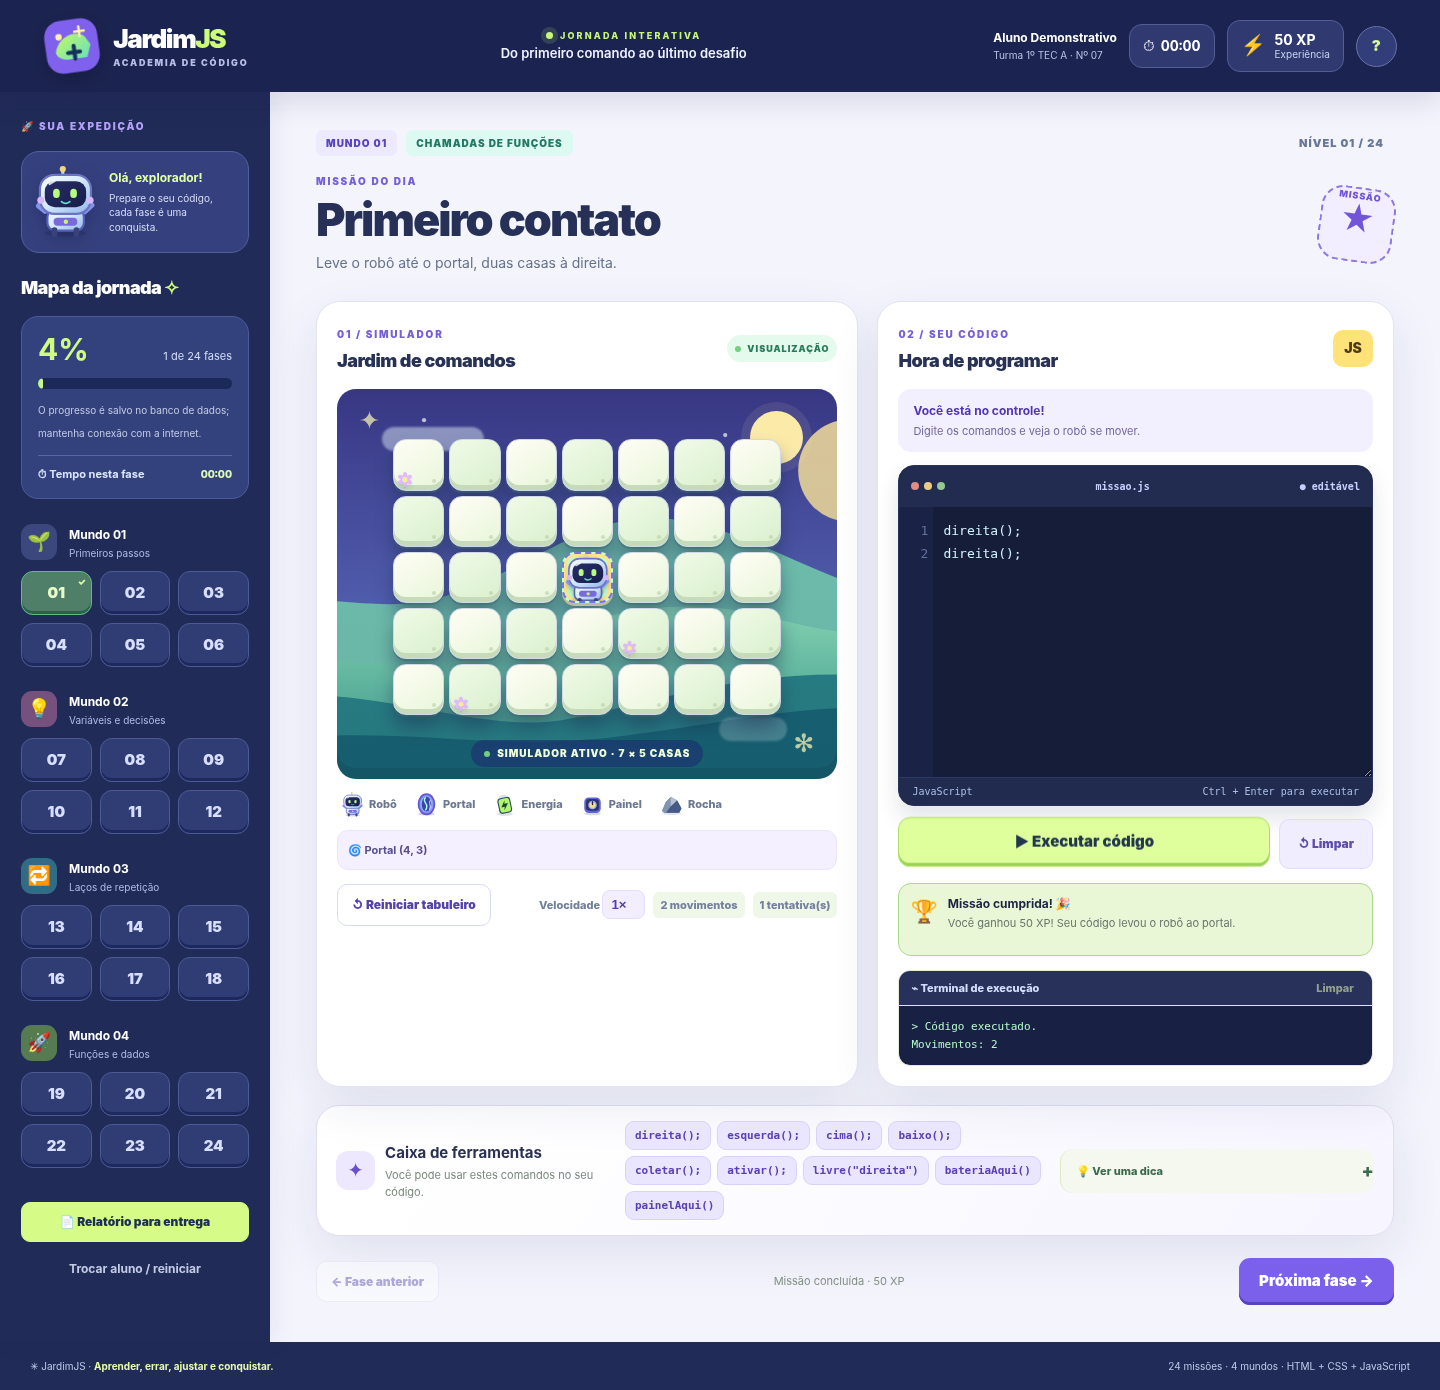 JardimJS
ACADEMIA DE CÓDIGO
JORNADA INTERATIVA
Do primeiro comando ao último desafio
Aluno Demonstrativo
Turma 1º TEC A · Nº 07
⏱ 00:00
⚡ 50 XP
Experiência
?
🚀 SUA EXPEDIÇÃO
Olá, explorador!
Prepare o seu código,
cada fase é uma
conquista.
Mapa da jornada ✧
4%
1 de 24 fases
O progresso é salvo no banco de dados;
mantenha conexão com a internet.
⏱ Tempo nesta fase 00:00
Mundo 01
Primeiros passos
01 ✓ 02 03
04 05 06
Mundo 02
Variáveis e decisões
07 08 09
10 11 12
Mundo 03
Laços de repetição
13 14 15
16 17 18
Mundo 04
Funções e dados
19 20 21
22 23 24
📄 Relatório para entrega
Trocar aluno / reiniciar
MUNDO 01 CHAMADAS DE FUNÇÕES
NÍVEL 01 / 24
MISSÃO DO DIA
Primeiro contato
Leve o robô até o portal, duas casas à direita.
MISSÃO
★
01 / SIMULADOR
Jardim de comandos
VISUALIZAÇÃO
SIMULADOR ATIVO · 7 × 5 CASAS
Robô Portal Energia Painel Rocha
🌀 Portal (4, 3)
↺ Reiniciar tabuleiro
Velocidade 1× 2 movimentos 1 tentativa(s)
02 / SEU CÓDIGO
Hora de programar
JS
Você está no controle!
Digite os comandos e veja o robô se mover.
missao.js
● editável
1 direita();
2 direita();
JavaScript
Ctrl + Enter para executar
▶ Executar código
↺ Limpar
🏆 Missão cumprida! 🎉
Você ganhou 50 XP! Seu código levou o robô ao portal.
⌁ Terminal de execução
Limpar
> Código executado.
Movimentos: 2
✦ Caixa de ferramentas
Você pode usar estes comandos no seu
código.
direita(); esquerda(); cima(); baixo();
coletar(); ativar(); livre("direita") bateriaAqui()
painelAqui()
💡 Ver uma dica +
← Fase anterior
Missão concluída · 50 XP
Próxima fase →
✳ JardimJS · Aprender, errar, ajustar e conquistar.
24 missões · 4 mundos · HTML + CSS + JavaScript